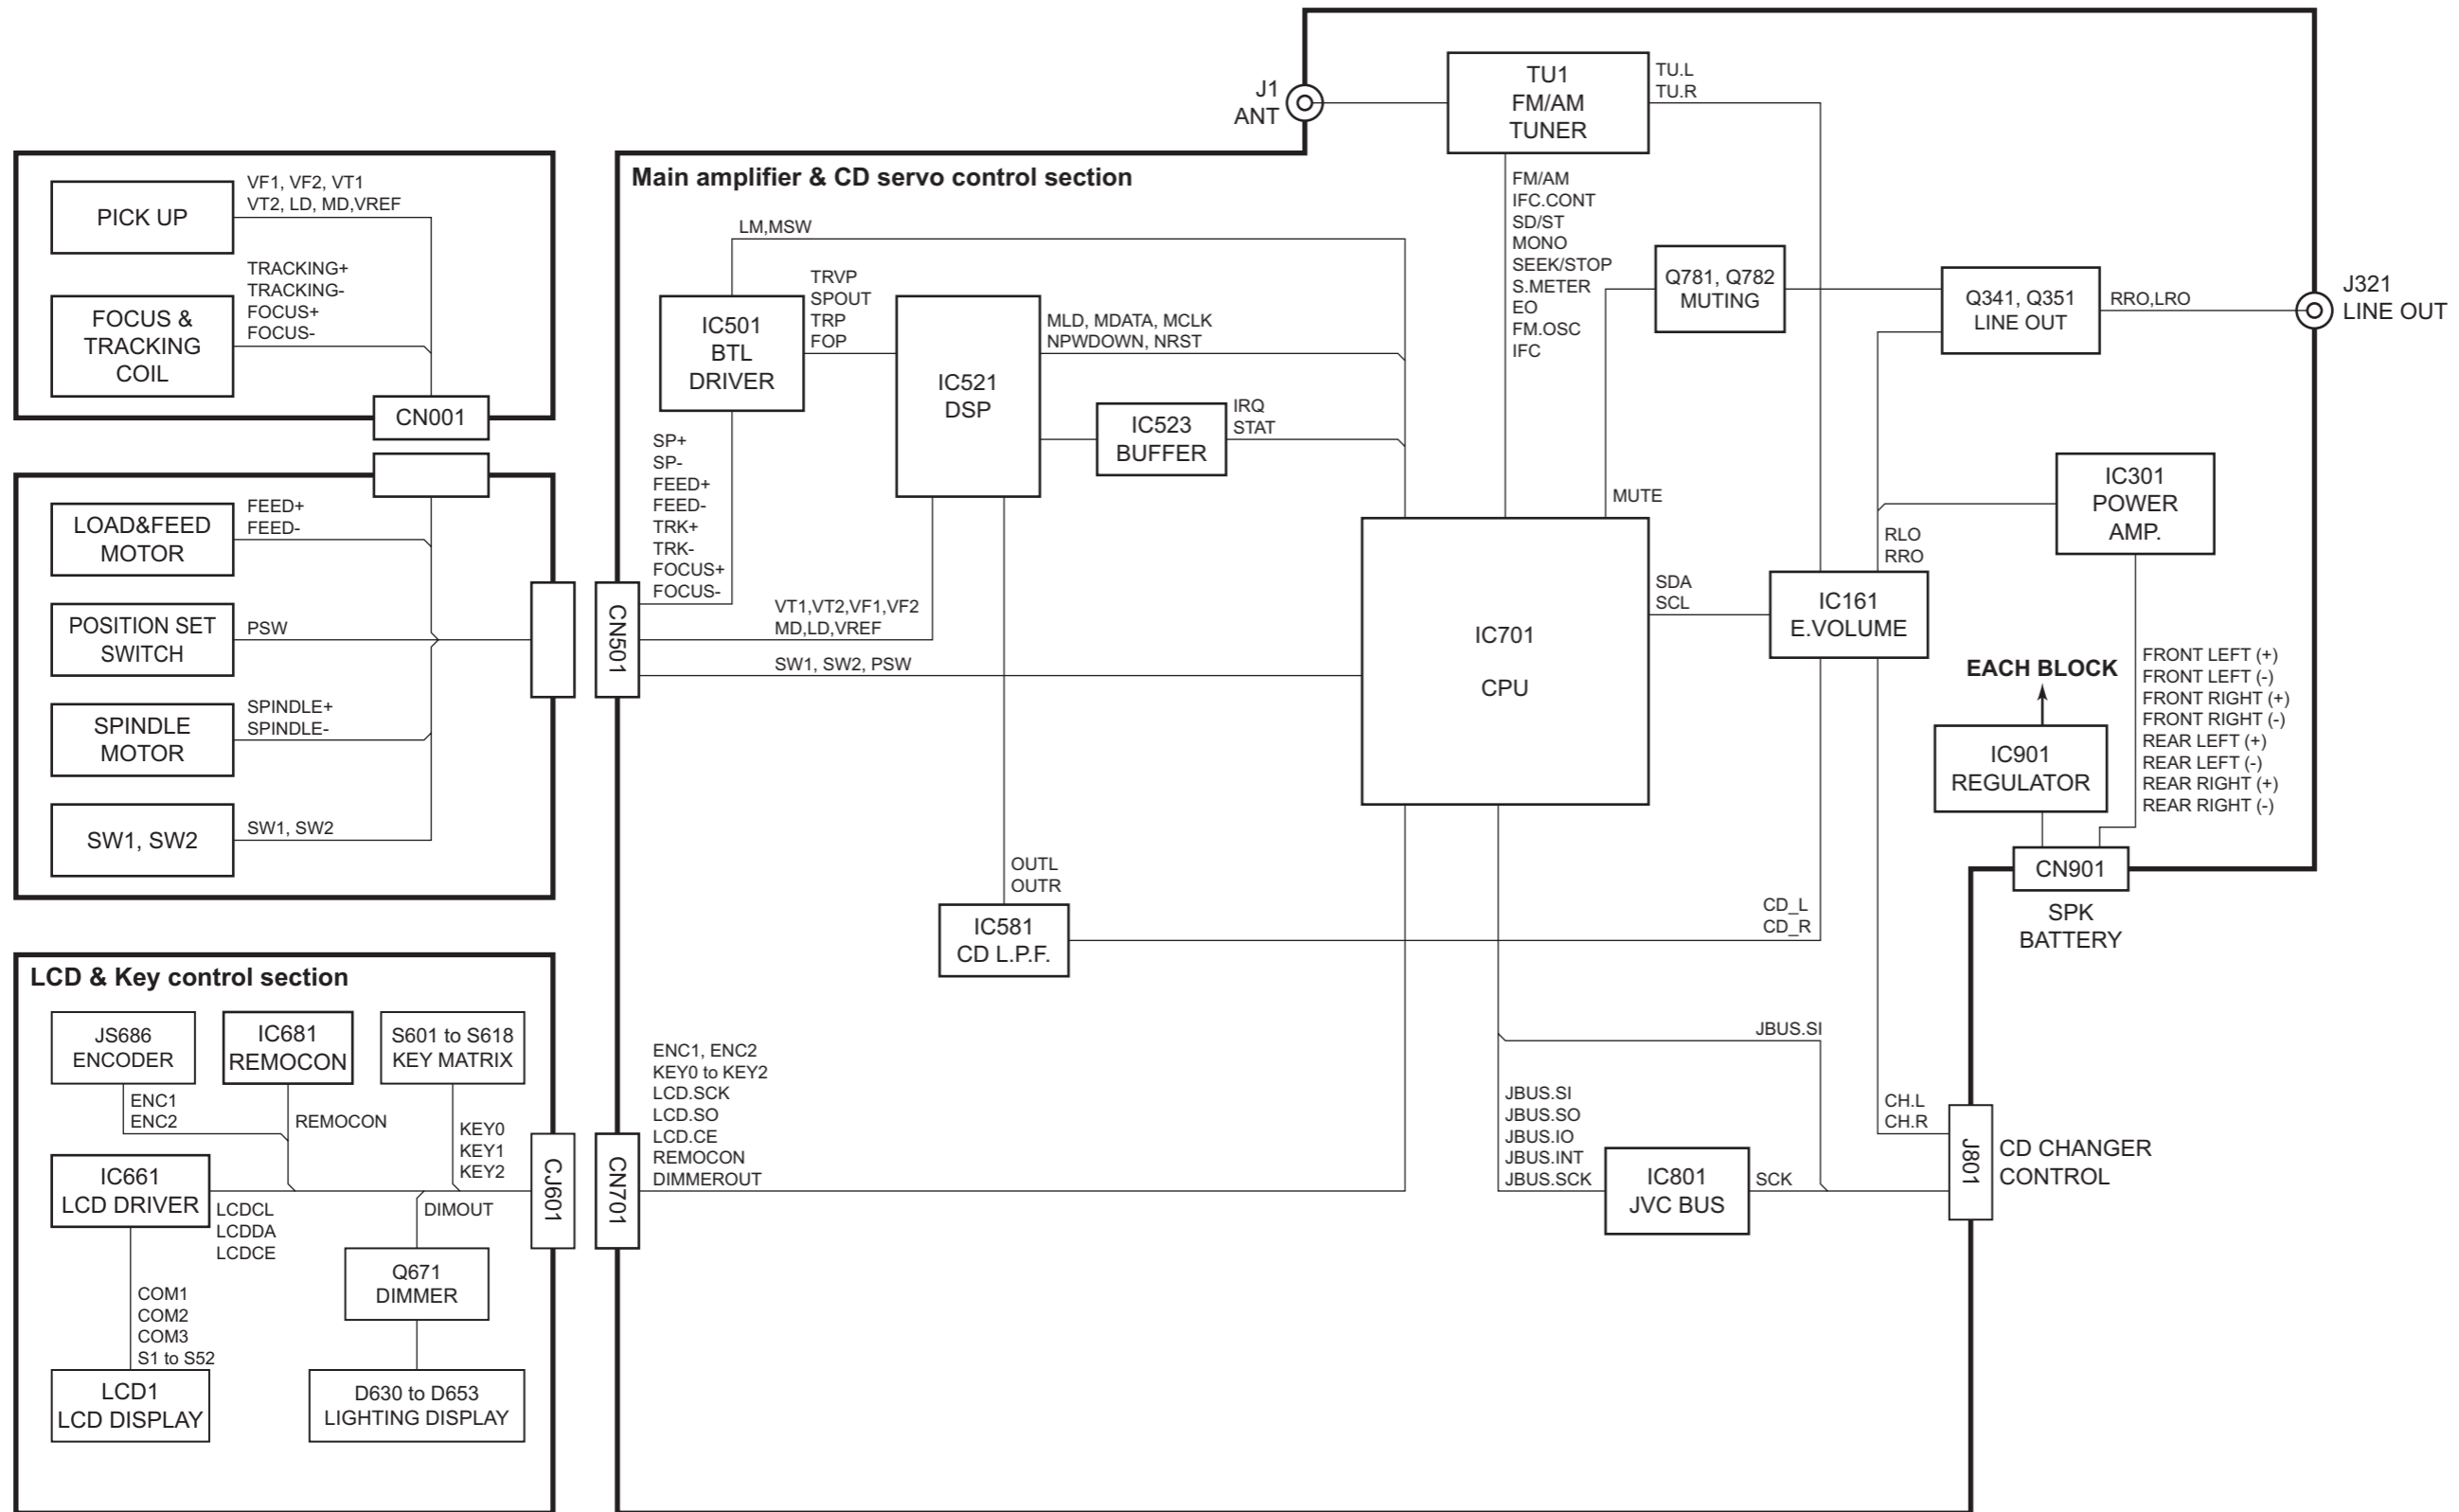 J1
ANT
TU1
FM/AM
TUNER
TU.L
TU.R
PICK UP
VF1, VF2, VT1
VT2, LD, MD,VREF
FOCUS &
TRACKING
COIL
TRACKING+
TRACKING-
FOCUS+
FOCUS-
CN001
LOAD&FEED
MOTOR
FEED+
FEED-
POSITION SET
SWITCH
PSW
SPINDLE
MOTOR
SPINDLE+
SPINDLE-
SW1, SW2
SW1, SW2
Main amplifier & CD servo control section
LM,MSW
IC501
BTL
DRIVER
TRVP
SPOUT
TRP
FOP
IC521
DSP
MLD, MDATA, MCLK
NPWDOWN, NRST
IC523
BUFFER
IRQ
STAT
SP+
SP-
FEED+
FEED-
TRK+
TRK-
FOCUS+
FOCUS-
CN501
VT1,VT2,VF1,VF2
MD,LD,VREF
SW1, SW2, PSW
FM/AM
IFC.CONT
SD/ST
MONO
SEEK/STOP
S.METER
EO
FM.OSC
IFC
Q781, Q782
MUTING
MUTE
Q341, Q351
LINE OUT
RRO,LRO
J321
LINE OUT
IC701
CPU
SDA
SCL
IC161
E.VOLUME
RLO
RRO
IC301
POWER
AMP.
EACH BLOCK
IC901
REGULATOR
FRONT LEFT (+)
FRONT LEFT (-)
FRONT RIGHT (+)
FRONT RIGHT (-)
REAR LEFT (+)
REAR LEFT (-)
REAR RIGHT (+)
REAR RIGHT (-)
CN901
SPK
BATTERY
OUTL
OUTR
IC581
CD L.P.F.
CD_L
CD_R
LCD & Key control section
JS686
ENCODER
IC681
REMOCON
S601 to S618
KEY MATRIX
ENC1
ENC2
REMOCON
KEY0
KEY1
KEY2
IC661
LCD DRIVER
LCDCL
LCDDA
LCDCE
DIMOUT
CJ601
COM1
COM2
COM3
S1 to S52
Q671
DIMMER
LCD1
LCD DISPLAY
D630 to D653
LIGHTING DISPLAY
CN701
ENC1, ENC2
KEY0 to KEY2
LCD.SCK
LCD.SO
LCD.CE
REMOCON
DIMMEROUT
JBUS.SI
JBUS.SI
JBUS.SO
JBUS.IO
JBUS.INT
JBUS.SCK
IC801
JVC BUS
SCK
CH.L
CH.R
J801
CD CHANGER
CONTROL